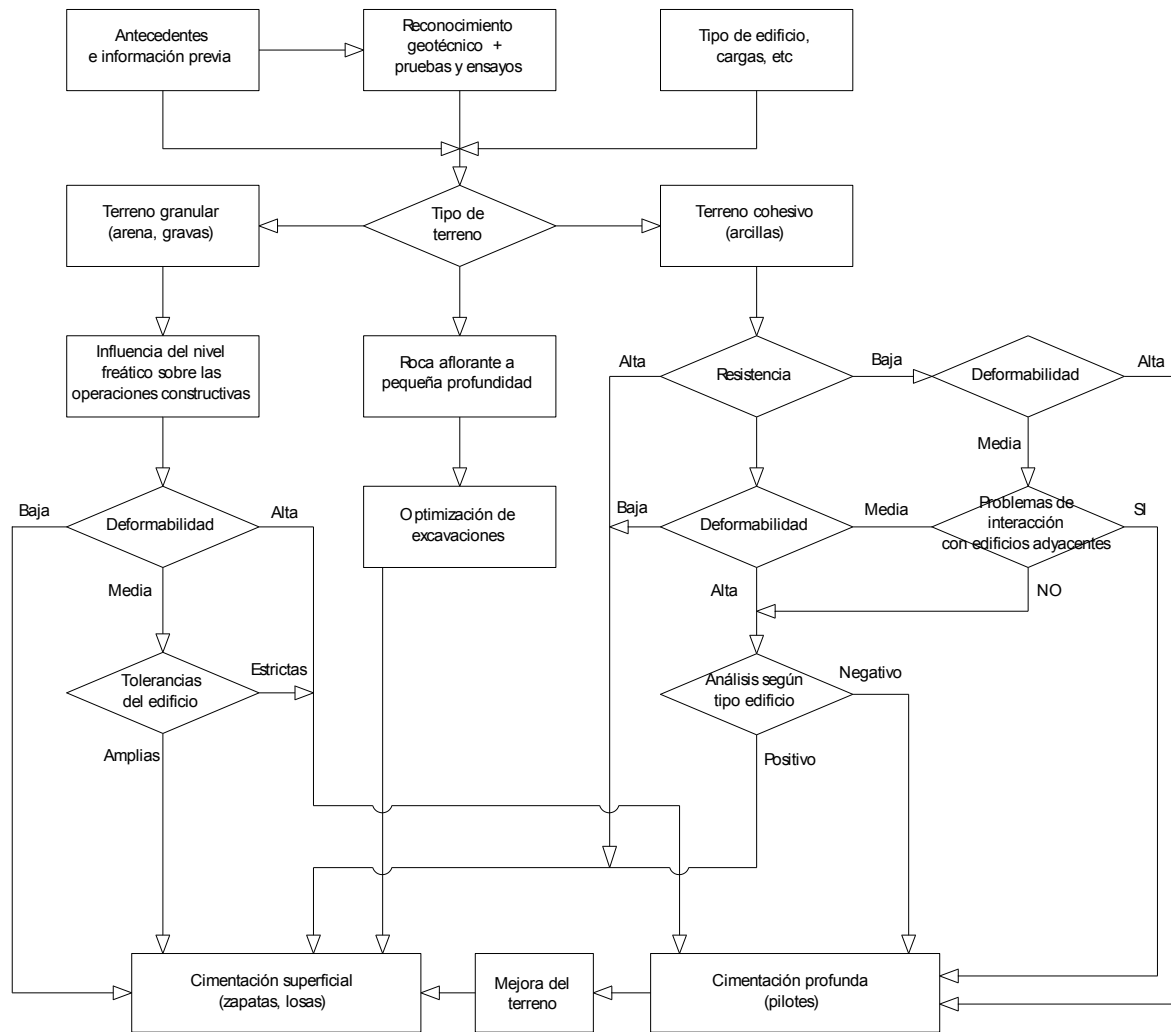 Antecedentes
e información previa
Reconocimiento
geotécnico +
pruebas y ensayos
Tipo de edificio,
cargas, etc
Terreno granular
(arena, gravas)
Tipo de
terreno
Terreno cohesivo
(arcillas)
Influencia del nivel
freático sobre las
operaciones constructivas
Roca aflorante a
pequeña profundidad
Alta
Resistencia
Baja
Deformabilidad
Alta
Media
Baja
Deformabilidad
Alta
Optimización de
excavaciones
Baja
Deformabilidad
Media
Problemas de
interacción
con edificios adyacentes
SI
Media
Alta
NO
Tolerancias
del edificio
Estrictas
Análisis según
tipo edificio
Negativo
Amplias
Positivo
Cimentación superficial
(zapatas, losas)
Mejora del
terreno
Cimentación profunda
(pilotes)